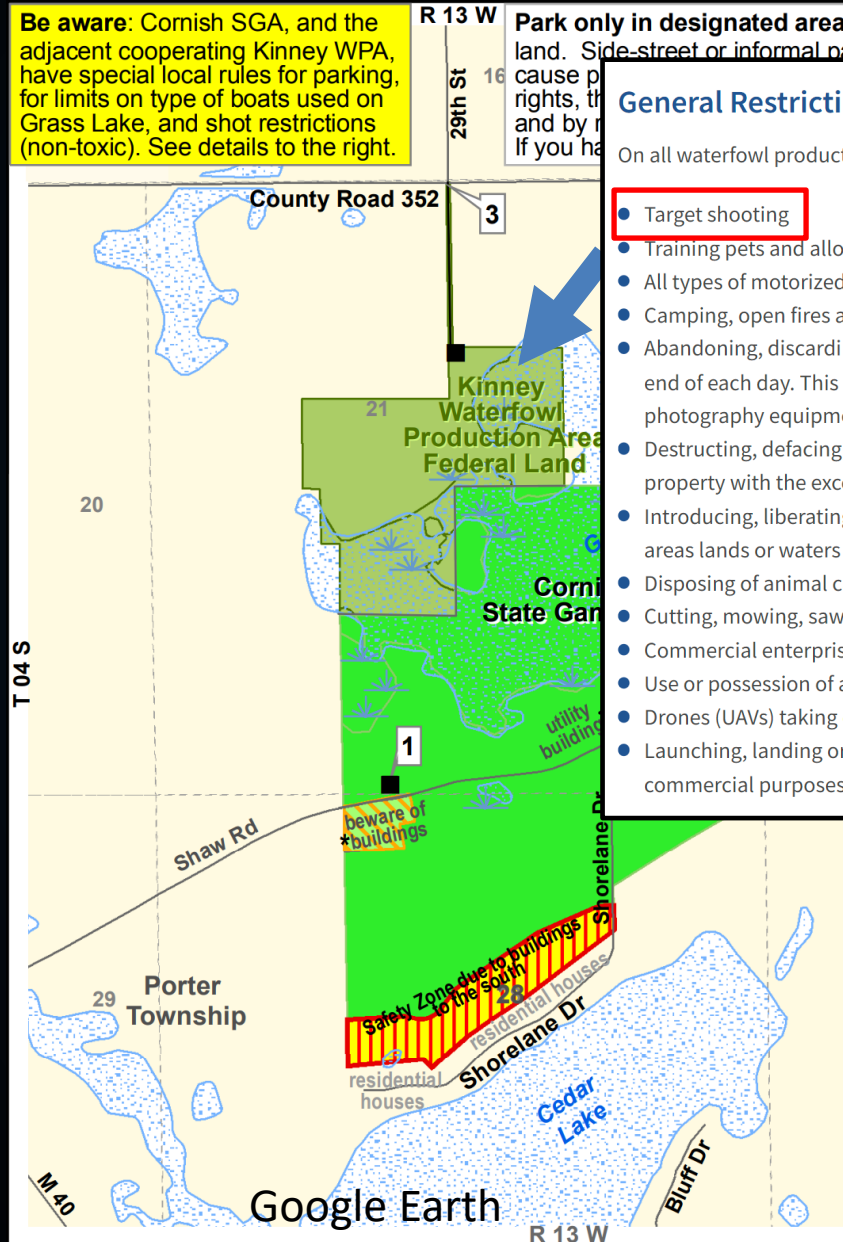 Be aware: Cornish SGA, and the
adjacent cooperating Kinney WPA,
have special local rules for parking,
for limits on type of boats used on
Grass Lake, and shot restrictions
(non-toxic). See details to the right.
R 13 W
Park only in designated area
land. Side-street or informal pa
cause p
rights, th
and by
If you ha
16
29th St
County Road 352
3
General Restricti
On all waterfowl product
Target shooting
Training pets and allo
All types of motorized
Camping, open fires a
Abandoning, discardi
end of each day. This
photography equipme
Destructing, defacing
property with the exce
Introducing, liberating
areas lands or waters
Disposing of animal c
Cutting, mowing, saw
Commercial enterpris
Use or possession of a
Drones (UAVs) taking
Launching, landing or
commercial purposes
Kinney
Waterfowl
Production Area
Federal Land
21
20
G
Corni
State Gam
T 04 S
utility
building
1
beware of
*buildings
Shaw Rd
Shorelane Dr
Safety Zone due to buildings
to the south
28
residential houses
Shorelane Dr
residential
houses
29
Porter
Township
Cedar
Lake
Bluff Dr
M 40
Google Earth
R 13 W